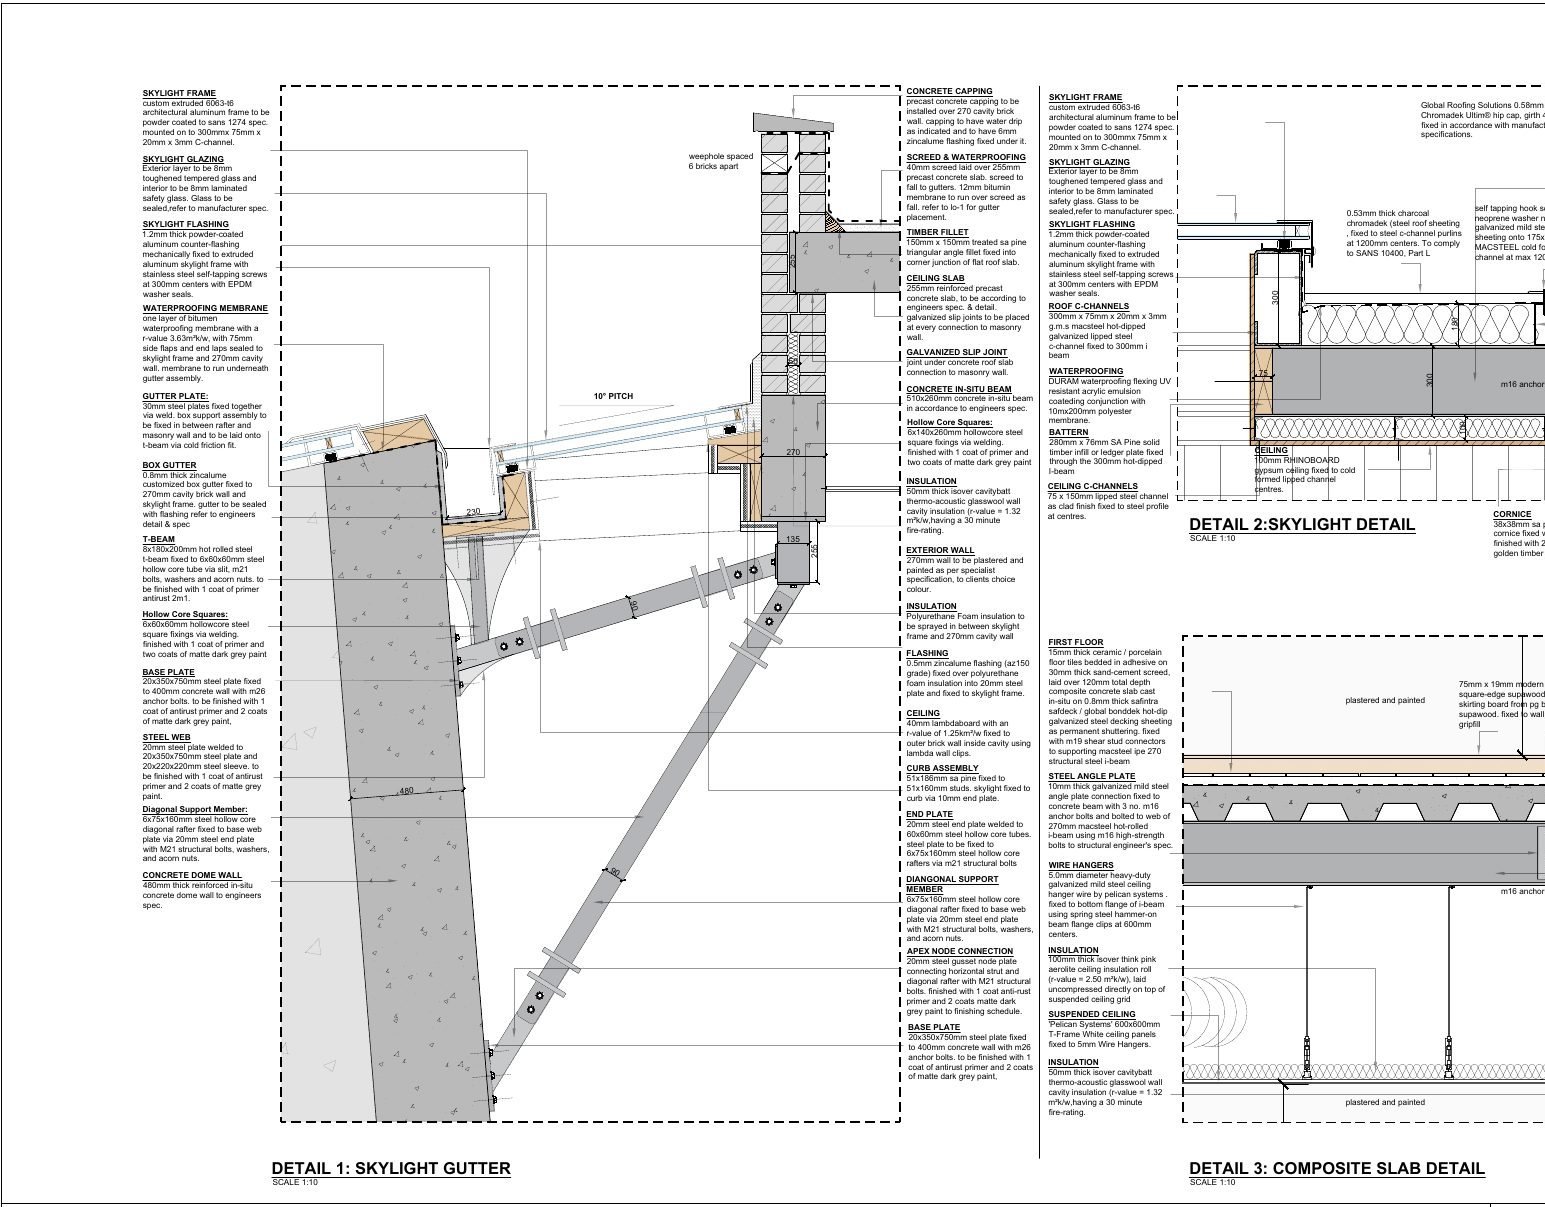 SKYLIGHT FRAME
custom extruded 6063-t6
architectural aluminum frame to be
powder coated to sans 1274 spec.
mounted on to 300mmx 75mm x
20mm x 3mm C-channel.
SKYLIGHT GLAZING
Exterior layer to be 8mm
toughened tempered glass and
interior to be 8mm laminated
safety glass. Glass to be
sealed,refer to manufacturer spec.
SKYLIGHT FLASHING
1.2mm thick powder-coated
aluminum counter-flashing
mechanically fixed to extruded
aluminum skylight frame with
stainless steel self-tapping screws
at 300mm centers with EPDM
washer seals.
WATERPROOFING MEMBRANE
one layer of bitumen
waterproofing membrane with a
r-value 3.63m²k/w, with 75mm
side flaps and end laps sealed to
skylight frame and 270mm cavity
wall. membrane to run underneath
gutter assembly.
GUTTER PLATE:
30mm steel plates fixed together
via weld. box support assembly to
be fixed in between rafter and
masonry wall and to be laid onto
t-beam via cold friction fit.
BOX GUTTER
0.8mm thick zincalume
customized box gutter fixed to
270mm cavity brick wall and
skylight frame. gutter to be sealed
with flashing refer to engineers
detail & spec
T-BEAM
8x180x200mm hot rolled steel
t-beam fixed to 6x60x60mm steel
hollow core tube via slit, m21
bolts, washers and acorn nuts. to
be finished with 1 coat of primer
antirust 2m1.
Hollow Core Squares:
6x60x60mm hollowcore steel
square fixings via welding.
finished with 1 coat of primer and
two coats of matte dark grey paint
BASE PLATE
20x350x750mm steel plate fixed
to 400mm concrete wall with m26
anchor bolts. to be finished with 1
coat of antirust primer and 2 coats
of matte dark grey paint,
STEEL WEB
20mm steel plate welded to
20x350x750mm steel plate and
20x220x220mm steel sleeve. to
be finished with 1 coat of antirust
primer and 2 coats of matte grey
paint.
Diagonal Support Member:
6x75x160mm steel hollow core
diagonal rafter fixed to base web
plate via 20mm steel end plate
with M21 structural bolts, washers,
and acorn nuts.
CONCRETE DOME WALL
480mm thick reinforced in-situ
concrete dome wall to engineers
spec.
weephole spaced
6 bricks apart
255
50
10° PITCH
270
230
135
255
90
480
90
CONCRETE CAPPING
precast concrete capping to be
installed over 270 cavity brick
wall. capping to have water drip
as indicated and to have 6mm
zincalume flashing fixed under it.
SCREED & WATERPROOFING
40mm screed laid over 255mm
precast concrete slab. screed to
fall to gutters. 12mm bitumin
membrane to run over screed as
fall. refer to lo-1 for gutter
placement.
TIMBER FILLET
150mm x 150mm treated sa pine
triangular angle fillet fixed into
corner junction of flat roof slab.
CEILING SLAB
255mm reinforced precast
concrete slab, to be according to
engineers spec. & detail.
galvanized slip joints to be placed
at every connection to masonry
wall.
GALVANIZED SLIP JOINT
joint under concrete roof slab
connection to masonry wall.
CONCRETE IN-SITU BEAM
510x260mm concrete in-situ beam
in accordance to engineers spec.
Hollow Core Squares:
6x140x260mm hollowcore steel
square fixings via welding.
finished with 1 coat of primer and
two coats of matte dark grey paint
INSULATION
50mm thick isover cavitybatt
thermo-acoustic glasswool wall
cavity insulation (r-value = 1.32
m²k/w,having a 30 minute
fire-rating.
EXTERIOR WALL
270mm wall to be plastered and
painted as per specialist
specification, to clients choice
colour.
INSULATION
Polyurethane Foam insulation to
be sprayed in between skylight
frame and 270mm cavity wall
FLASHING
0.5mm zincalume flashing (az150
grade) fixed over polyurethane
foam insulation into 20mm steel
plate and fixed to skylight frame.
CEILING
40mm lambdaboard with an
r-value of 1.25km²/w fixed to
outer brick wall inside cavity using
lambda wall clips.
CURB ASSEMBLY
51x186mm sa pine fixed to
51x160mm studs. skylight fixed to
curb via 10mm end plate.
END PLATE
20mm steel end plate welded to
60x60mm steel hollow core tubes.
steel plate to be fixed to
6x75x160mm steel hollow core
rafters via m21 structural bolts
DIANGONAL SUPPORT
MEMBER
6x75x160mm steel hollow core
diagonal rafter fixed to base web
plate via 20mm steel end plate
with M21 structural bolts, washers,
and acorn nuts.
APEX NODE CONNECTION
20mm steel gusset node plate
connecting horizontal strut and
diagonal rafter with M21 structural
bolts. finished with 1 coat anti-rust
primer and 2 coats matte dark
grey paint to finishing schedule.
BASE PLATE
20x350x750mm steel plate fixed
to 400mm concrete wall with m26
anchor bolts. to be finished with 1
coat of antirust primer and 2 coats
of matte dark grey paint,
DETAIL 1: SKYLIGHT GUTTER
SCALE 1:10
SKYLIGHT FRAME
custom extruded 6063-t6
architectural aluminum frame to be
powder coated to sans 1274 spec.
mounted on to 300mmx 75mm x
20mm x 3mm C-channel.
SKYLIGHT GLAZING
Exterior layer to be 8mm
toughened tempered glass and
interior to be 8mm laminated
safety glass. Glass to be
sealed,refer to manufacturer spec.
SKYLIGHT FLASHING
1.2mm thick powder-coated
aluminum counter-flashing
mechanically fixed to extruded
aluminum skylight frame with
stainless steel self-tapping screws
at 300mm centers with EPDM
washer seals.
ROOF C-CHANNELS
300mm x 75mm x 20mm x 3mm
g.m.s macsteel hot-dipped
galvanized lipped steel
c-channel fixed to 300mm i
beam
WATERPROOFING
DURAM waterproofing flexing UV
resistant acrylic emulsion
coateding conjunction with
10mx200mm polyester
membrane.
BATTERN
280mm x 76mm SA Pine solid
timber infill or ledger plate fixed
through the 300mm hot-dipped
I-beam
CEILING C-CHANNELS
75 x 150mm lipped steel channel
as clad finish fixed to steel profile
at centres.
Global Roofing Solutions 0.58mm
Chromadek Ultim® hip cap, girth 4
fixed in accordance with manufact
specifications.
0.53mm thick charcoal
chromadek (steel roof sheeting
, fixed to steel c-channel purlins
at 1200mm centers. To comply
to SANS 10400, Part L
self tapping hook sc
neoprene washer n
galvanized mild ste
sheeting onto 175x
MACSTEEL cold fo
channel at max 120
300
75
300
100
m16 anchor
CEILING
100mm RHINOBOARD
gypsum ceiling fixed to cold
formed lipped channel
centres.
DETAIL 2:SKYLIGHT DETAIL
SCALE 1:10
CORNICE
38x38mm sa p
cornice fixed w
finished with 2
golden timber
FIRST FLOOR
15mm thick ceramic / porcelain
floor tiles bedded in adhesive on
30mm thick sand-cement screed,
laid over 120mm total depth
composite concrete slab cast
in-situ on 0.8mm thick safintra
safdeck / global bonddek hot-dip
galvanized steel decking sheeting
as permanent shuttering. fixed
with m19 shear stud connectors
to supporting macsteel ipe 270
structural steel i-beam
STEEL ANGLE PLATE
10mm thick galvanized mild steel
angle plate connection fixed to
concrete beam with 3 no. m16
anchor bolts and bolted to web of
270mm macsteel hot-rolled
i-beam using m16 high-strength
bolts to structural engineer's spec.
WIRE HANGERS
5.0mm diameter heavy-duty
galvanized mild steel ceiling
hanger wire by pelican systems .
fixed to bottom flange of i-beam
using spring steel hammer-on
beam flange clips at 600mm
centers.
INSULATION
100mm thick isover think pink
aerolite ceiling insulation roll
(r-value = 2.50 m²k/w), laid
uncompressed directly on top of
suspended ceiling grid
SUSPENDED CEILING
'Pelican Systems' 600x600mm
T-Frame White ceiling panels
fixed to 5mm Wire Hangers.
INSULATION
50mm thick isover cavitybatt
thermo-acoustic glasswool wall
cavity insulation (r-value = 1.32
m²k/w,having a 30 minute
fire-rating.
plastered and painted
75mm x 19mm modern
square-edge supawood
skirting board from pg b
supawood. fixed to wall
gripfill
m16 anchor
plastered and painted
DETAIL 3: COMPOSITE SLAB DETAIL
SCALE 1:10